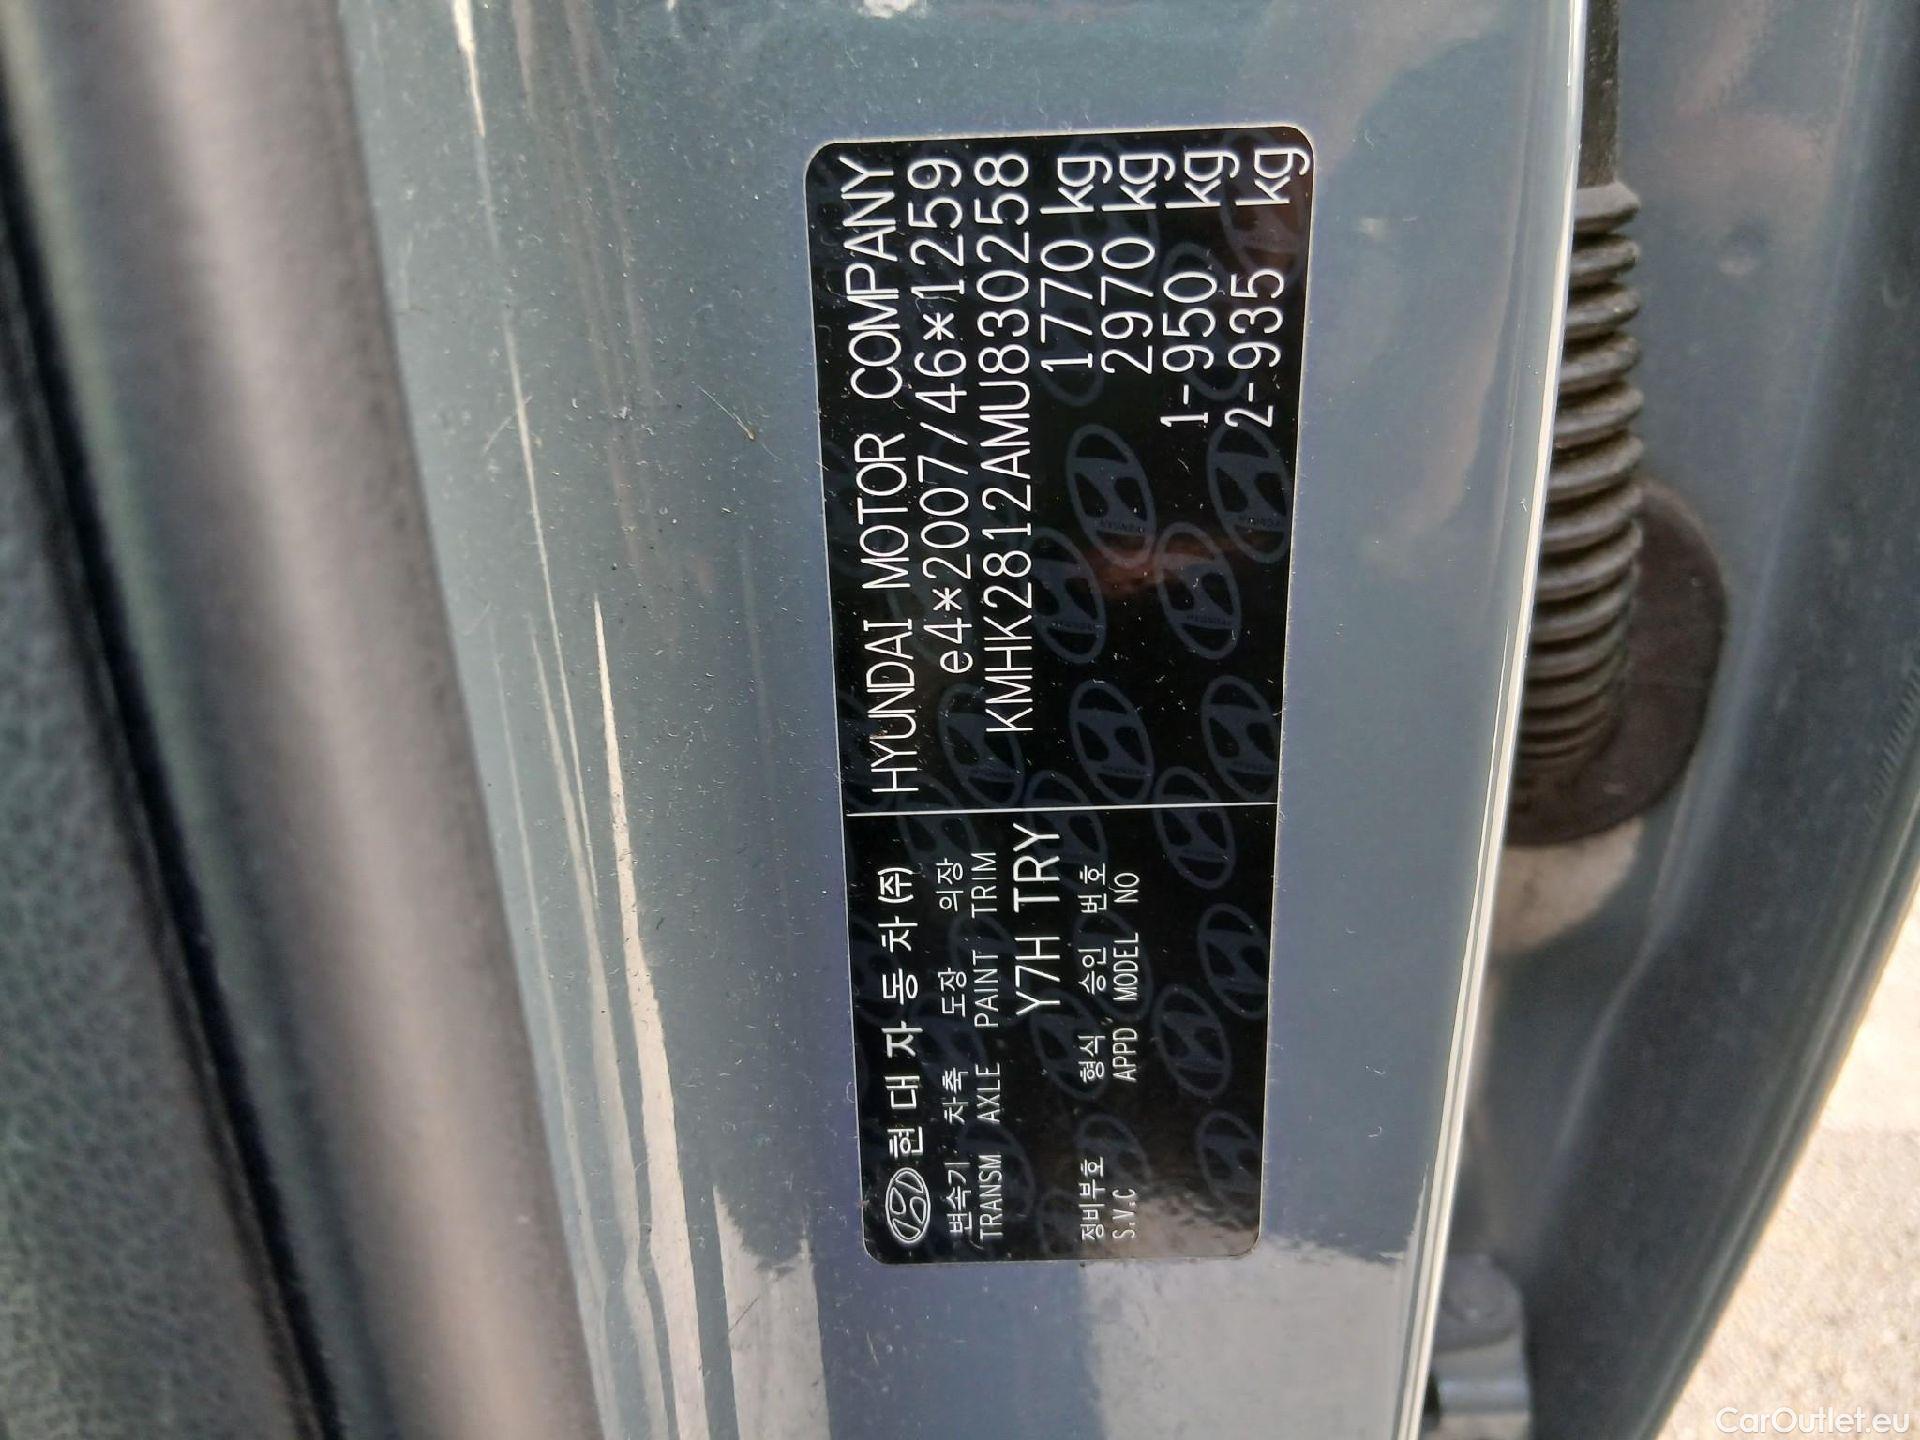 현대자동차(주)
HYUNDAI MOTOR COMPANY
변속기 차축 도장 의장
TRANSM AXLE PAINT TRIM
Y7H TRY
정비부호 형식 승인 번호
S.V.C APPD MODEL NO
e4*2007/46*1259
KMHK2812AMU830258
1770 kg
2970 kg
1-950 kg
2-935 kg
CarOutlet.eu